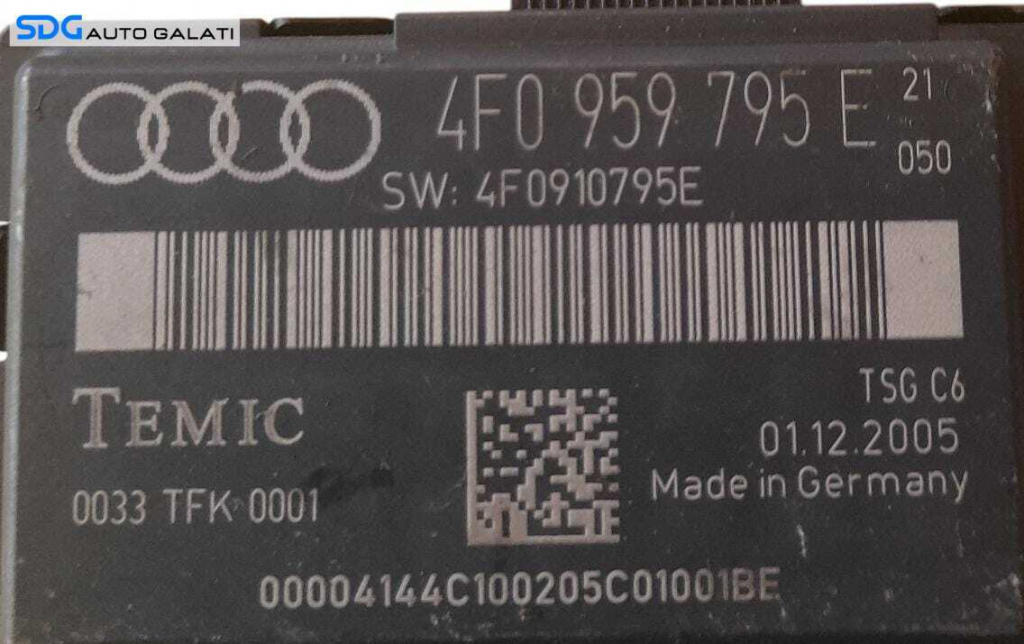 SDG AUTO GALATI
4F0 959 795 E 21
050
SW: 4F0910795E
TEMIC
TSG C6
01.12.2005
Made in Germany
0033 TFK 0001
00004144C100205C01001BE